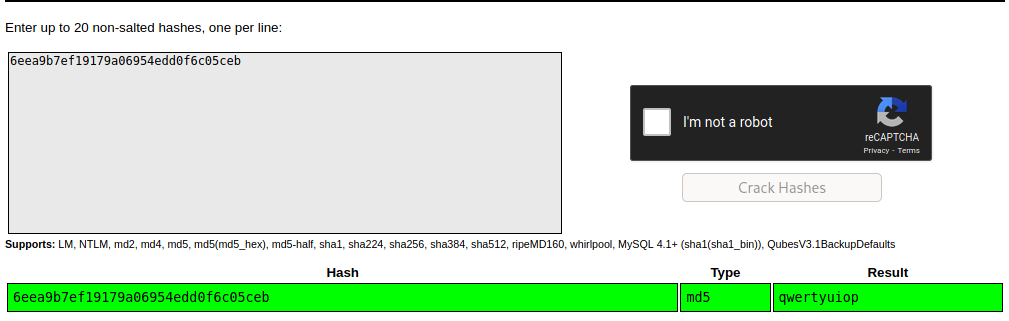 Enter up to 20 non-salted hashes, one per line:
6eea9b7ef19179a06954edd0f6c05ceb
I'm not a robot
reCAPTCHA
Privacy - Terms
Crack Hashes
Supports: LM, NTLM, md2, md4, md5, md5(md5_hex), md5-half, sha1, sha224, sha256, sha384, sha512, ripeMD160, whirlpool, MySQL 4.1+ (sha1(sha1_bin)), QubesV3.1BackupDefaults
Hash Type Result
6eea9b7ef19179a06954edd0f6c05ceb md5 qwertyuiop